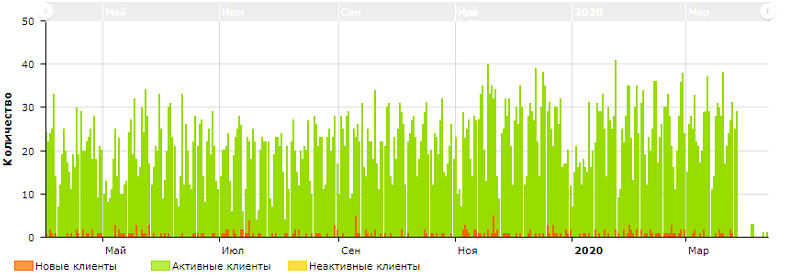 Май Июл Сен Ноя 2020 Мар
50
40
30
20
10
0
Количество
Май Июл Сен Ноя 2020 Мар
Новые клиенты Активные клиенты Неактивные клиенты